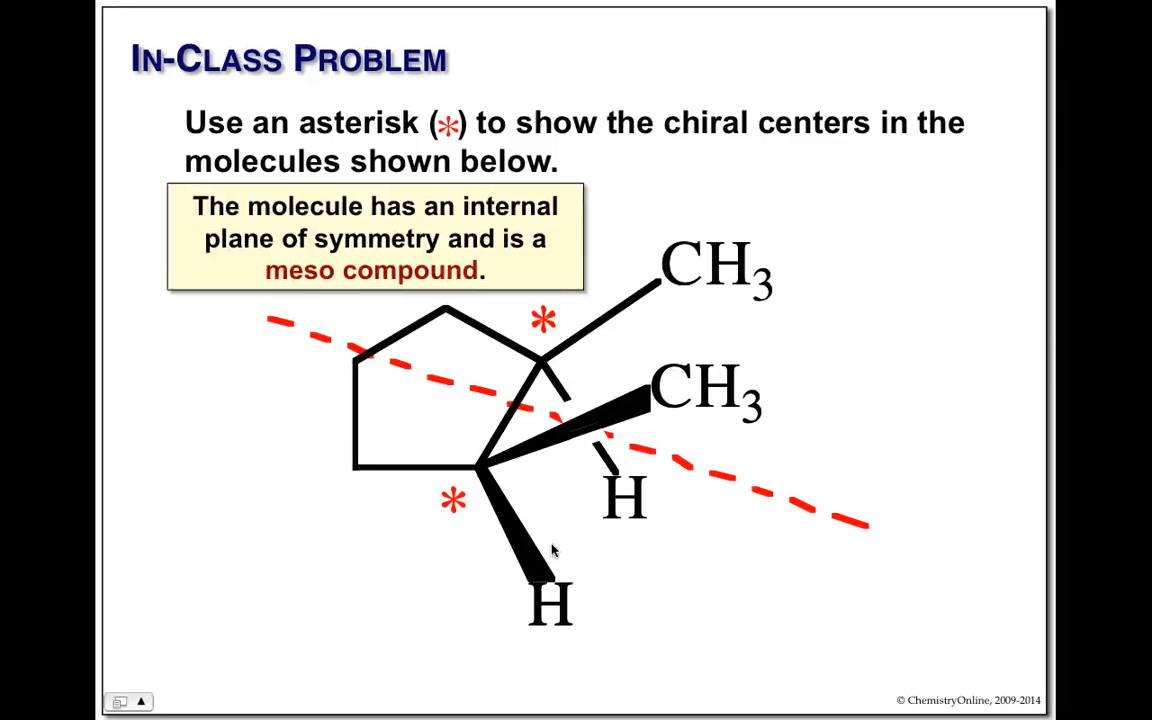 IN-CLASS PROBLEM
Use an asterisk (*) to show the chiral centers in the
molecules shown below.
The molecule has an internal
plane of symmetry and is a
meso compound.
CH3
*
CH3
H
*
H
© ChemistryOnline, 2009-2014